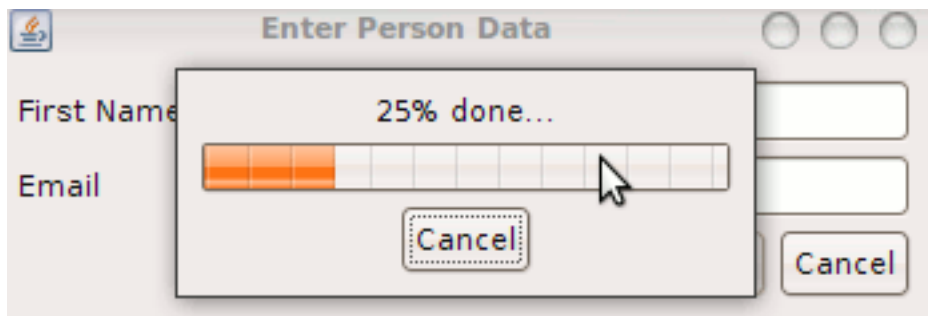 Enter Person Data
First Name
25% done...
Email
Cancel
Cancel